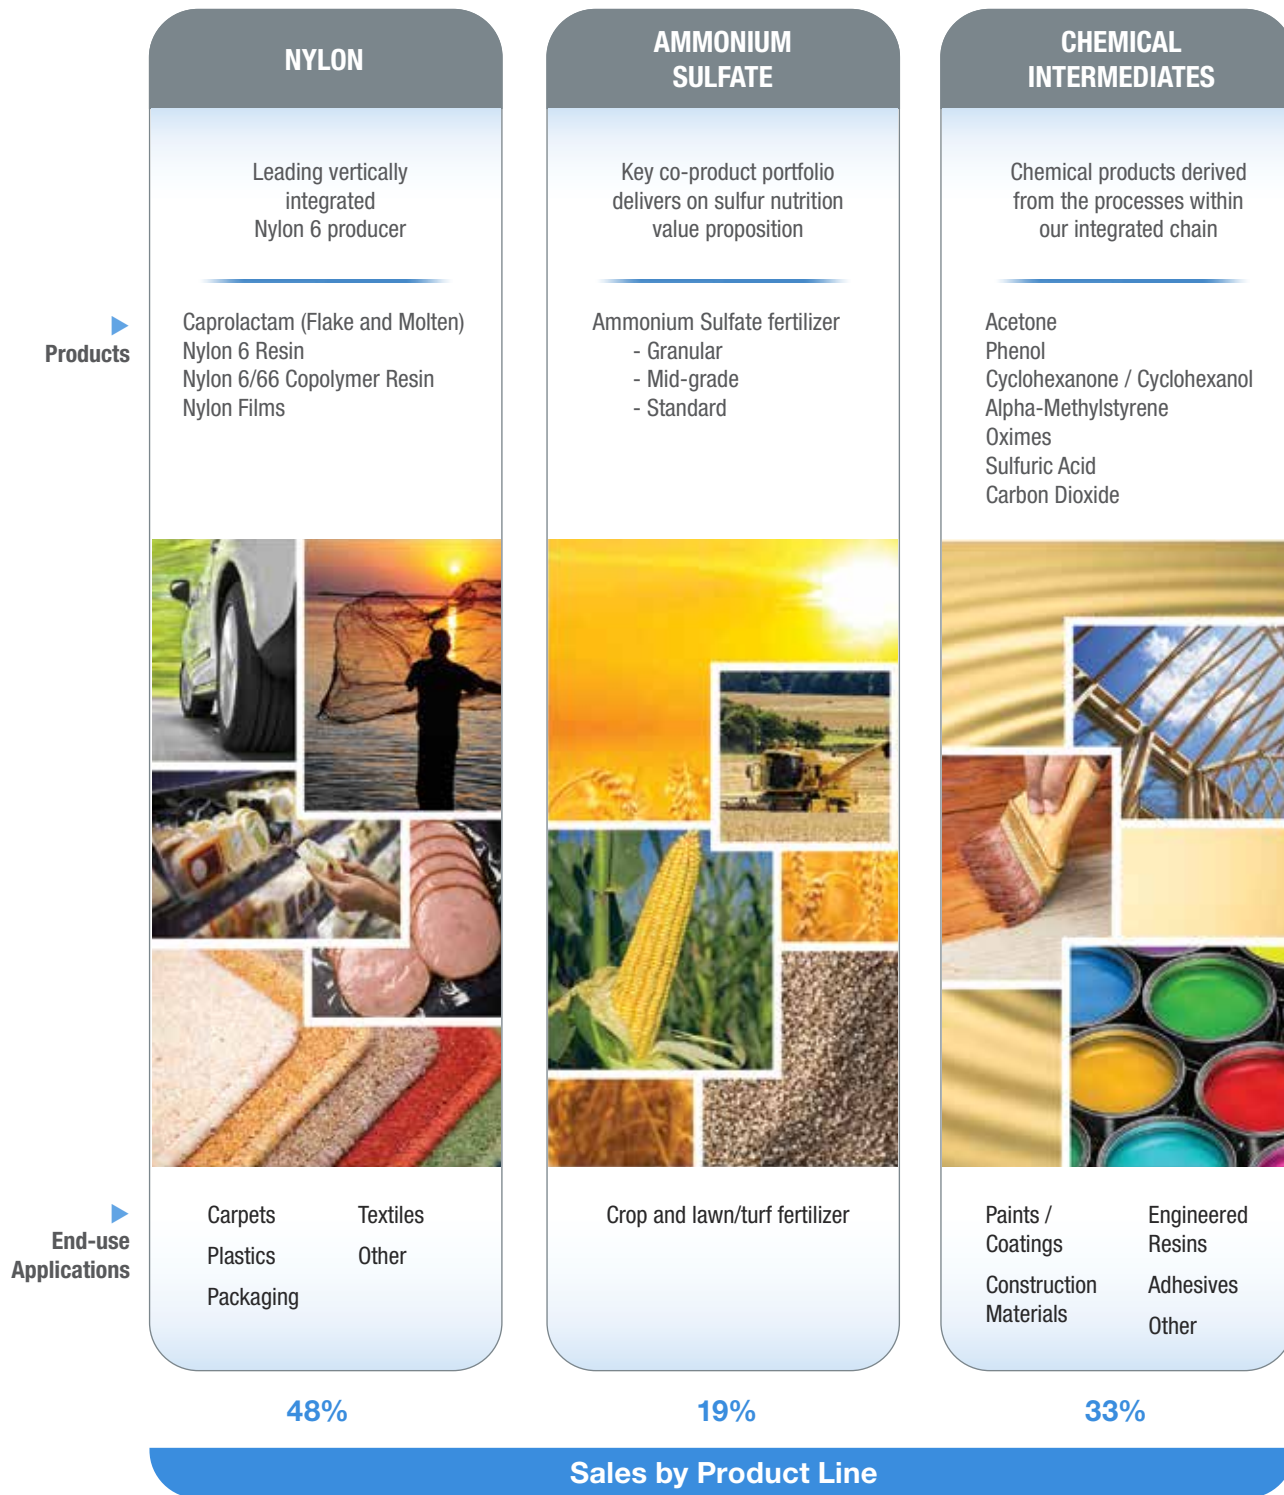 NYLON
Leading vertically
integrated
Nylon 6 producer
AMMONIUM
SULFATE
Key co-product portfolio
delivers on sulfur nutrition
value proposition
CHEMICAL
INTERMEDIATES
Chemical products derived
from the processes within
our integrated chain
Products
Caprolactam (Flake and Molten)
Nylon 6 Resin
Nylon 6/66 Copolymer Resin
Nylon Films
Ammonium Sulfate fertilizer
- Granular
- Mid-grade
- Standard
Acetone
Phenol
Cyclohexanone / Cyclohexanol
Alpha-Methylstyrene
Oximes
Sulfuric Acid
Carbon Dioxide
End-use
Applications
Carpets
Plastics
Packaging
Textiles
Other
Crop and lawn/turf fertilizer
Paints /
Coatings
Construction
Materials
Engineered
Resins
Adhesives
Other
48%
19%
33%
Sales by Product Line